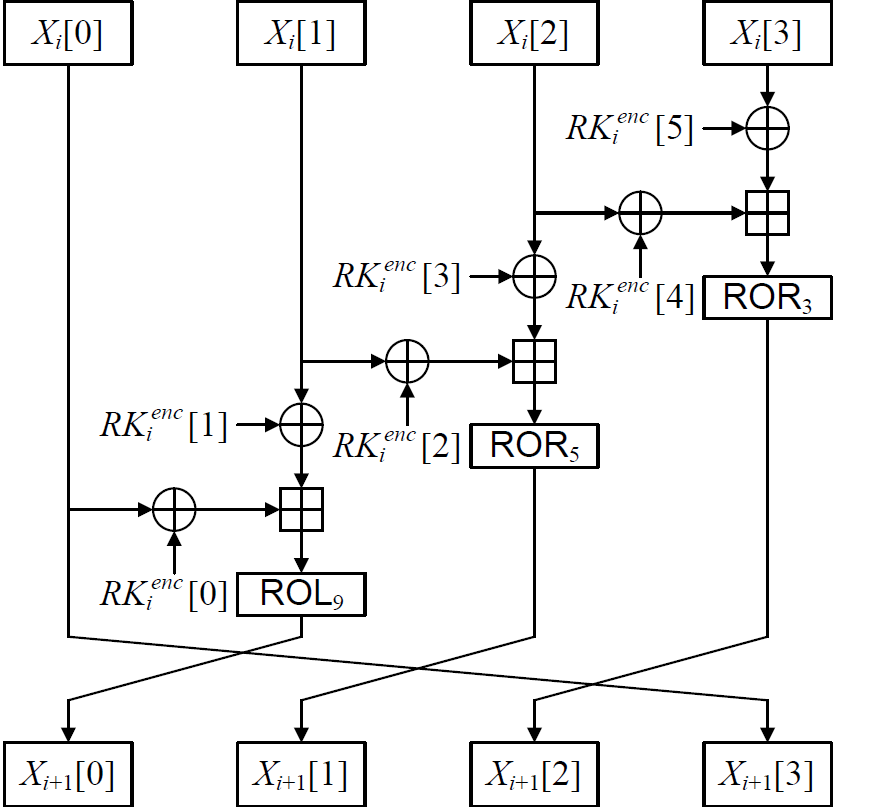 Xᵢ[0] Xᵢ[1] Xᵢ[2] Xᵢ[3]
RKᵢᵉⁿᶜ[5]
RKᵢᵉⁿᶜ[3]
RKᵢᵉⁿᶜ[4] ROR₃
RKᵢᵉⁿᶜ[1]
RKᵢᵉⁿᶜ[2] ROR₅
RKᵢᵉⁿᶜ[0] ROL₉
Xᵢ₊₁[0] Xᵢ₊₁[1] Xᵢ₊₁[2] Xᵢ₊₁[3]